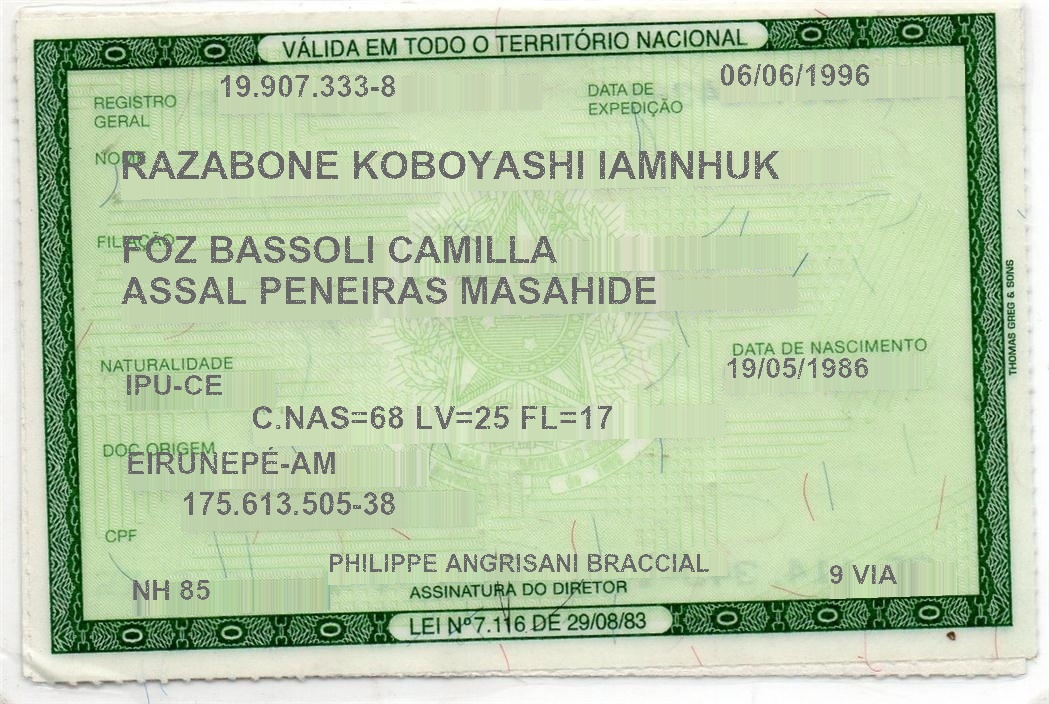 VÁLIDA EM TODO O TERRITÓRIO NACIONAL
REGISTRO GERAL 19.907.333-8 DATA DE EXPEDIÇÃO 06/06/1996
NOME
RAZABONE KOBOYASHI IAMNHUK
FILIAÇÃO
FOZ BASSOLI CAMILLA
ASSAL PENEIRAS MASAHIDE
NATURALIDADE DATA DE NASCIMENTO
IPU-CE 19/05/1986
C.NAS=68 LV=25 FL=17
DOC ORIGEM
EIRUNEPÉ-AM
175.613.505-38
CPF
PHILIPPE ANGRISANI BRACCIAL
NH 85 ASSINATURA DO DIRETOR 9 VIA
LEI Nº 7.116 DE 29/08/83
THOMAS GREG & SONS